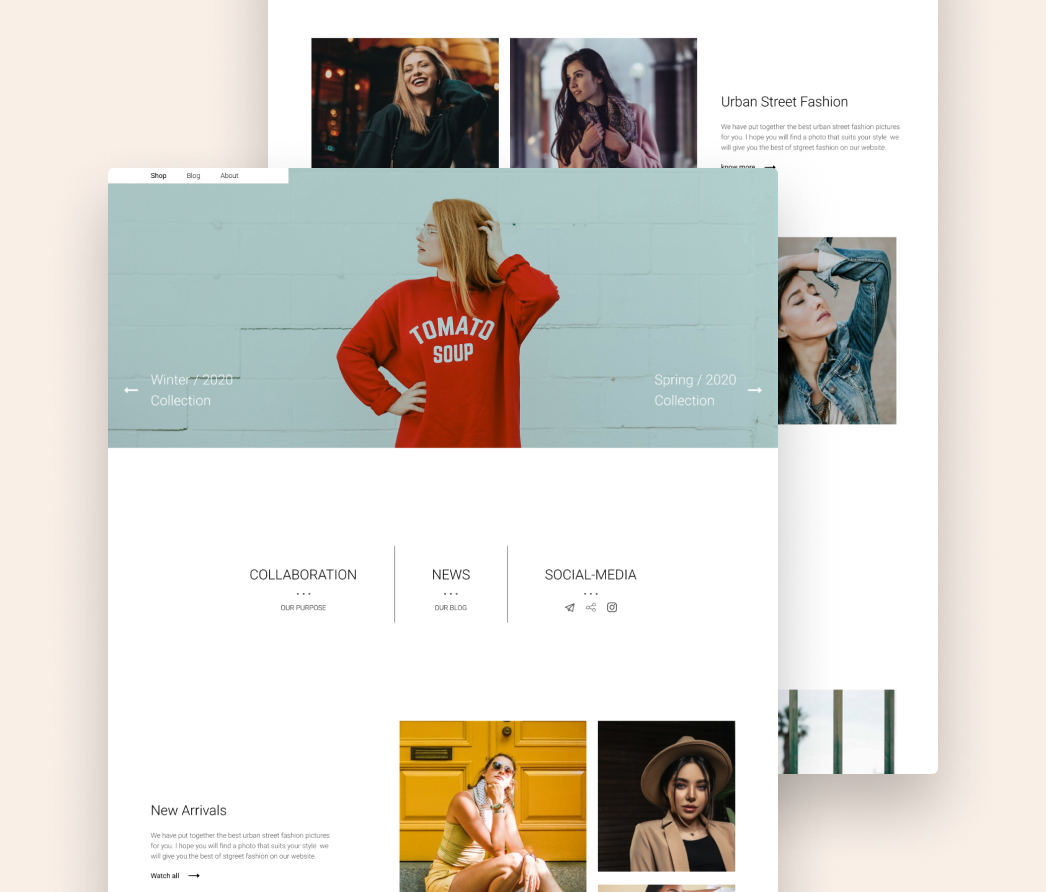 Urban Street Fashion
We have put together the best urban street fashion pictures
for you. I hope you will find a photo that suits your style we
will give you the best of stgreet fashion on our website.
know more
Shop Blog About
TOMATO
SOUP
Winter / 2020
Collection
Spring / 2020
Collection
COLLABORATION
OUR PURPOSE
NEWS
OUR BLOG
SOCIAL-MEDIA
New Arrivals
We have put together the best urban street fashion pictures
for you. I hope you will find a photo that suits your style we
will give you the best of stgreet fashion on our website.
Watch all